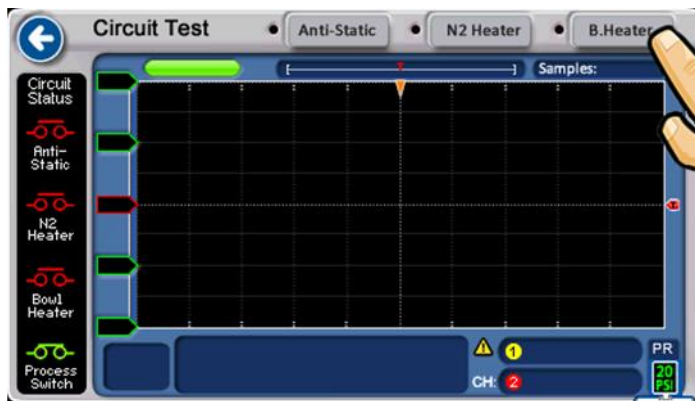 Circuit Test
Anti-Static
N2 Heater
B.Heater
Samples:
Circuit
Status
Anti-
Static
N2
Heater
Bowl
Heater
Process
Switch
1
CH: 2
PR
20
PSI